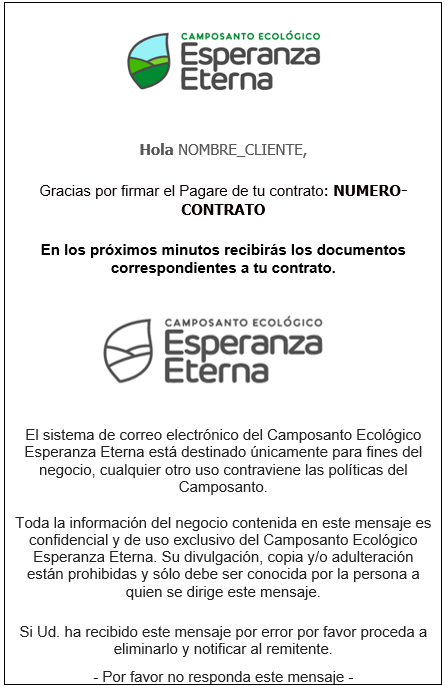 CAMPOSANTO ECOLÓGICO
Esperanza
Eterna
Hola NOMBRE_CLIENTE,
Gracias por firmar el Pagare de tu contrato: NUMERO-
CONTRATO
En los próximos minutos recibirás los documentos
correspondientes a tu contrato.
CAMPOSANTO ECOLÓGICO
Esperanza
Eterna
El sistema de correo electrónico del Camposanto Ecológico
Esperanza Eterna está destinado únicamente para fines del
negocio, cualquier otro uso contraviene las políticas del
Camposanto.
Toda la información del negocio contenida en este mensaje es
confidencial y de uso exclusivo del Camposanto Ecológico
Esperanza Eterna. Su divulgación, copia y/o adulteración
están prohibidas y sólo debe ser conocida por la persona a
quien se dirige este mensaje.
Si Ud. ha recibido este mensaje por error por favor proceda a
eliminarlo y notificar al remitente.
- Por favor no responda este mensaje -